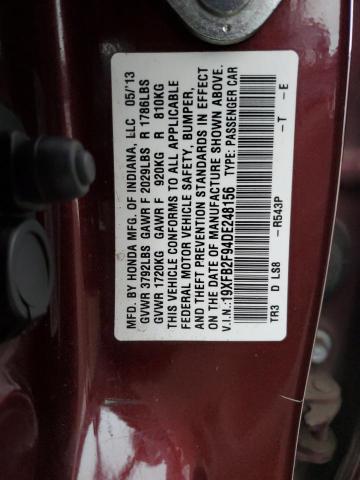 MFD. BY HONDA MFG. OF INDIANA, LLC 05/'13
GVWR 3792LBS GAWR F 2029LBS R 1786LBS
GVWR 1720KG GAWR F 920KG R 810KG
THIS VEHICLE CONFORMS TO ALL APPLICABLE
FEDERAL MOTOR VEHICLE SAFETY, BUMPER,
AND THEFT PREVENTION STANDARDS IN EFFECT
ON THE DATE OF MANUFACTURE SHOWN ABOVE.
V.I.N.:19XFB2F94DE248156 TYPE: PASSENGER CAR
TR3 D LS8 -R543P -T -E